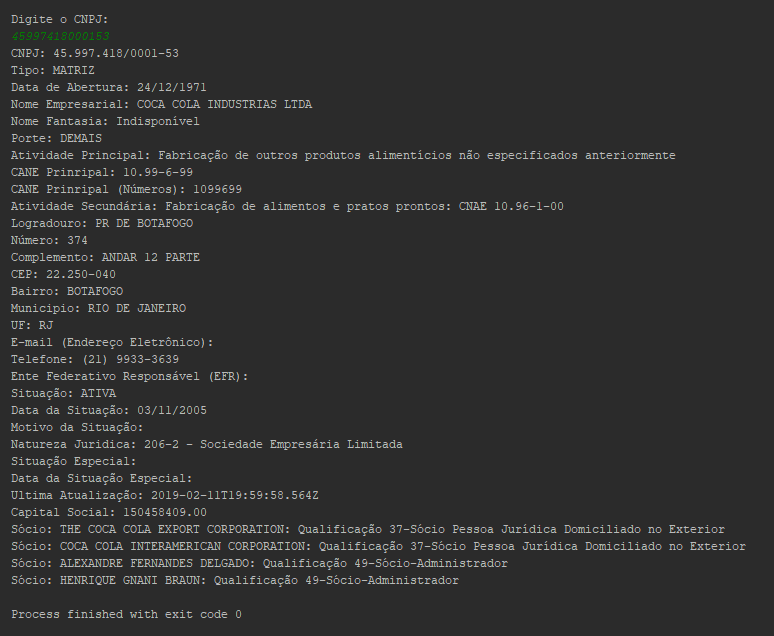 Digite o CNPJ:
45997418000153
CNPJ: 45.997.418/0001-53
Tipo: MATRIZ
Data de Abertura: 24/12/1971
Nome Empresarial: COCA COLA INDUSTRIAS LTDA
Nome Fantasia: Indisponível
Porte: DEMAIS
Atividade Principal: Fabricação de outros produtos alimentícios não especificados anteriormente
CANE Prinripal: 10.99-6-99
CANE Prinripal (Números): 1099699
Atividade Secundária: Fabricação de alimentos e pratos prontos: CNAE 10.96-1-00
Logradouro: PR DE BOTAFOGO
Número: 374
Complemento: ANDAR 12 PARTE
CEP: 22.250-040
Bairro: BOTAFOGO
Municipio: RIO DE JANEIRO
UF: RJ
E-mail (Endereço Eletrônico):
Telefone: (21) 9933-3639
Ente Federativo Responsável (EFR):
Situação: ATIVA
Data da Situação: 03/11/2005
Motivo da Situação:
Natureza Juridica: 206-2 - Sociedade Empresária Limitada
Situação Especial:
Data da Situação Especial:
Ultima Atualização: 2019-02-11T19:59:58.564Z
Capital Social: 150458409.00
Sócio: THE COCA COLA EXPORT CORPORATION: Qualificação 37-Sócio Pessoa Jurídica Domiciliado no Exterior
Sócio: COCA COLA INTERAMERICAN CORPORATION: Qualificação 37-Sócio Pessoa Jurídica Domiciliado no Exterior
Sócio: ALEXANDRE FERNANDES DELGADO: Qualificação 49-Sócio-Administrador
Sócio: HENRIQUE GNANI BRAUN: Qualificação 49-Sócio-Administrador
Process finished with exit code 0